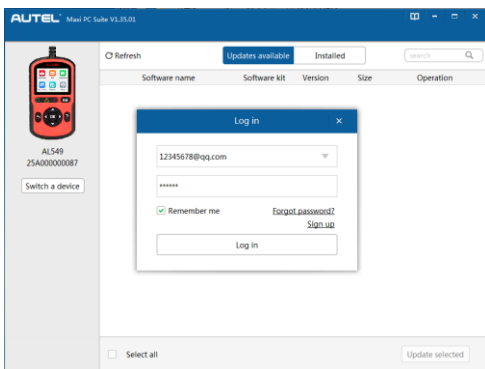 AUTEL Maxi PC Suite V1.35.01
Refresh
Updates available
Installed
search
Software name Software kit Version Size Operation
Log in
12345678@qq.com
******
Remember me
Forgot password?
Sign up
Log in
AL549
25A000000087
Switch a device
Select all
Update selected